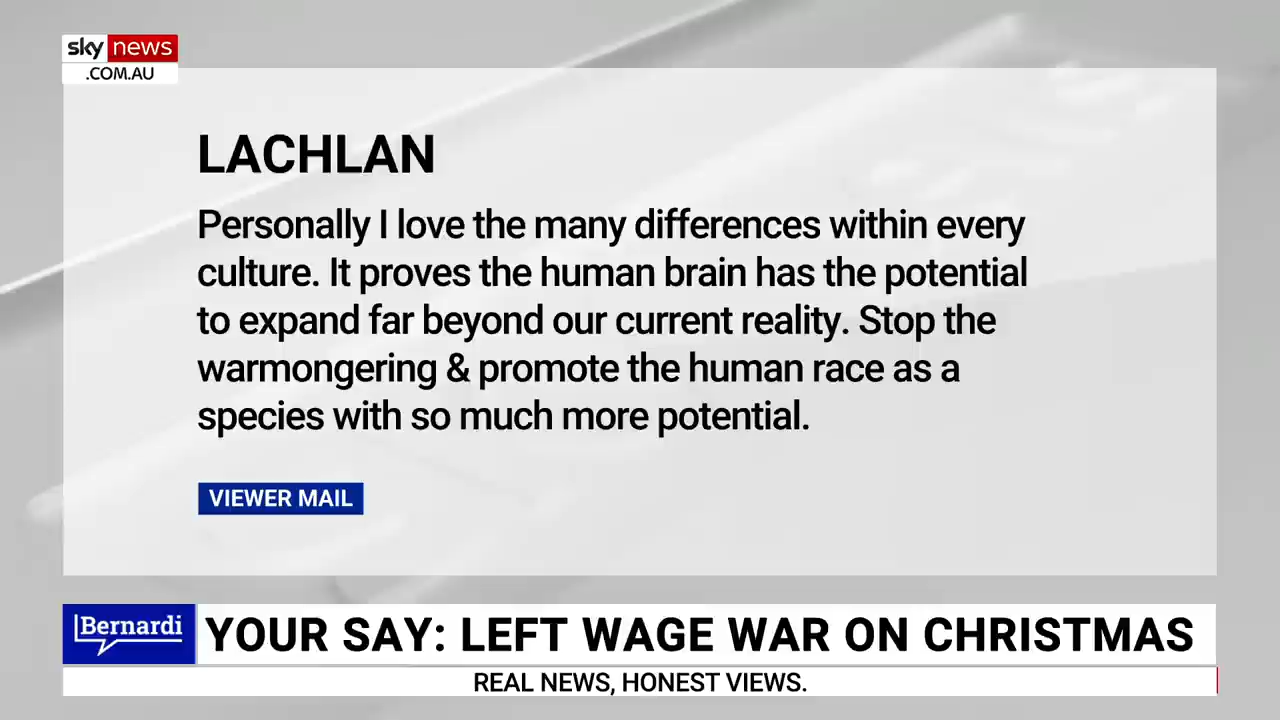 sky news
.COM.AU
LACHLAN
Personally I love the many differences within every
culture. It proves the human brain has the potential
to expand far beyond our current reality. Stop the
warmongering & promote the human race as a
species with so much more potential.
VIEWER MAIL
Bernardi
YOUR SAY: LEFT WAGE WAR ON CHRISTMAS
REAL NEWS, HONEST VIEWS.